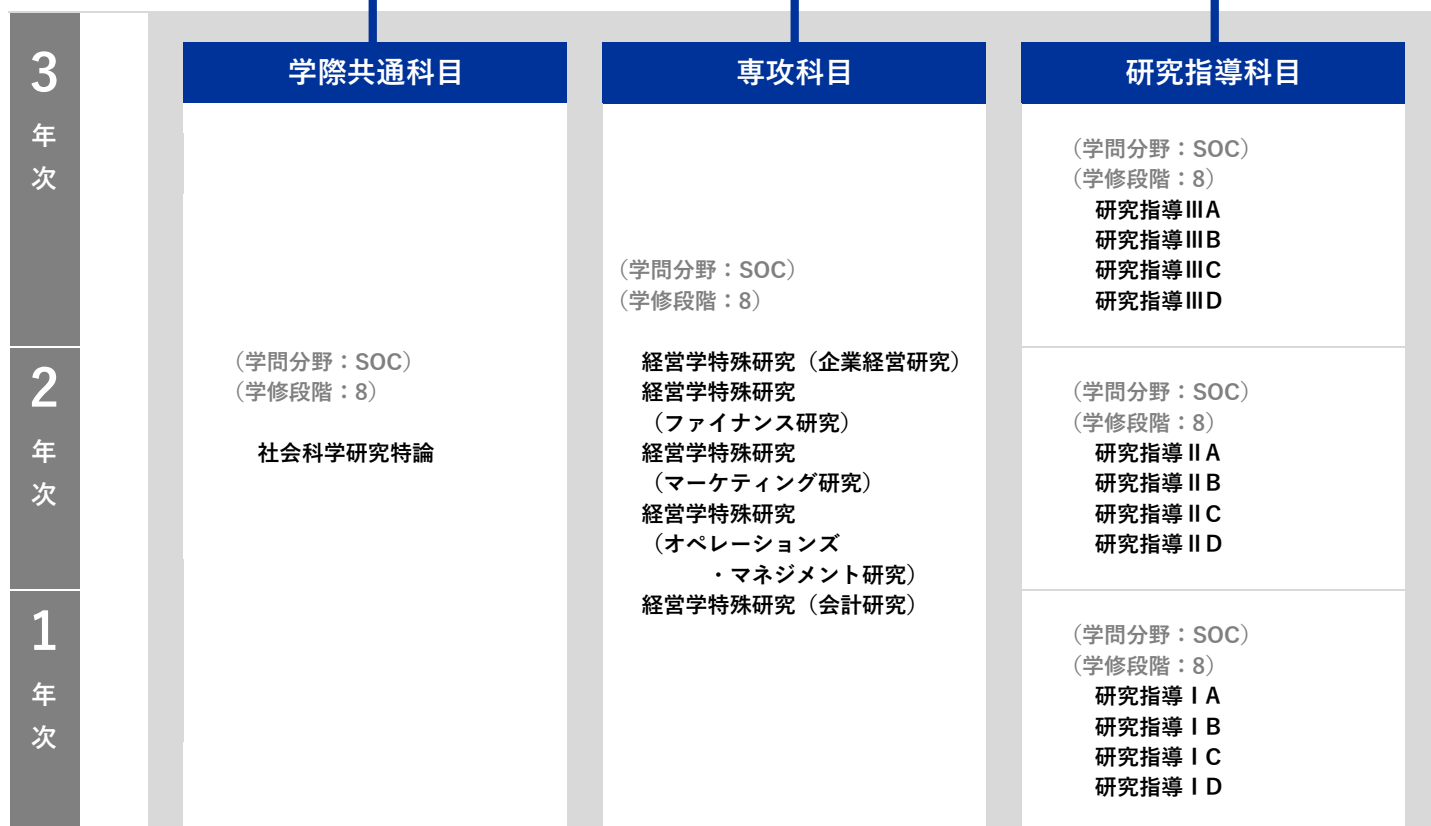 3
年
次
2
年
次
1
年
次
学際共通科目
(学問分野:SOC)
(学修段階:8)
社会科学研究特論
専攻科目
(学問分野:SOC)
(学修段階:8)
経営学特殊研究(企業経営研究)
経営学特殊研究
(ファイナンス研究)
経営学特殊研究
(マーケティング研究)
経営学特殊研究
(オペレーションズ
・マネジメント研究)
経営学特殊研究(会計研究)
研究指導科目
(学問分野:SOC)
(学修段階:8)
研究指導ⅢA
研究指導ⅢB
研究指導ⅢC
研究指導ⅢD
(学問分野:SOC)
(学修段階:8)
研究指導ⅡA
研究指導ⅡB
研究指導ⅡC
研究指導ⅡD
(学問分野:SOC)
(学修段階:8)
研究指導ⅠA
研究指導ⅠB
研究指導ⅠC
研究指導ⅠD